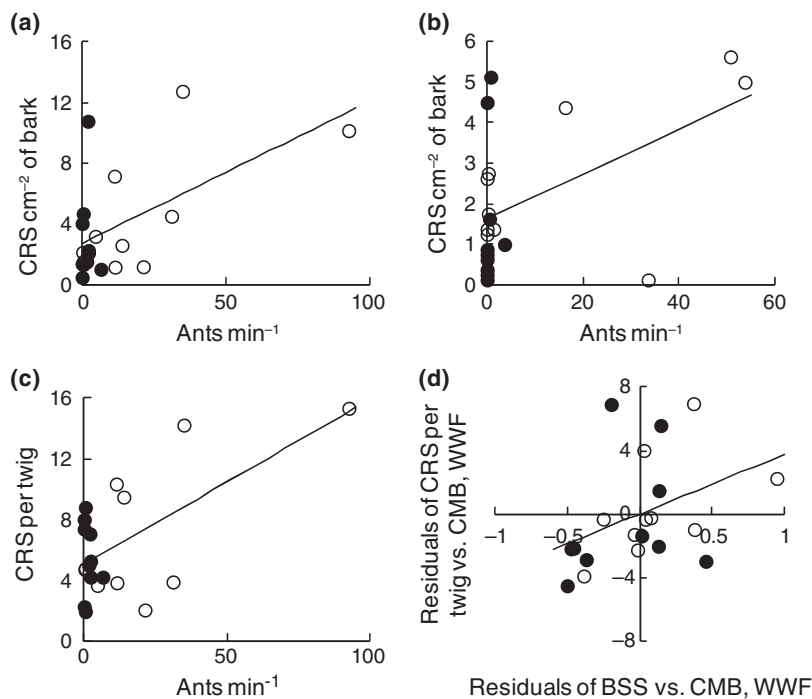 (a)
16
12
8
4
0
CRS cm⁻² of bark
0
50
100
Ants min⁻¹
(b)
6
5
4
3
2
1
0
CRS cm⁻² of bark
0
20
40
60
Ants min⁻¹
(c)
16
12
8
4
0
CRS per twig
0
50
100
Ants min⁻¹
(d)
8
4
0
−4
−8
Residuals of CRS per
twig vs. CMB, WWF
−1
−0.5
0
0.5
1
Residuals of BSS vs. CMB, WWF